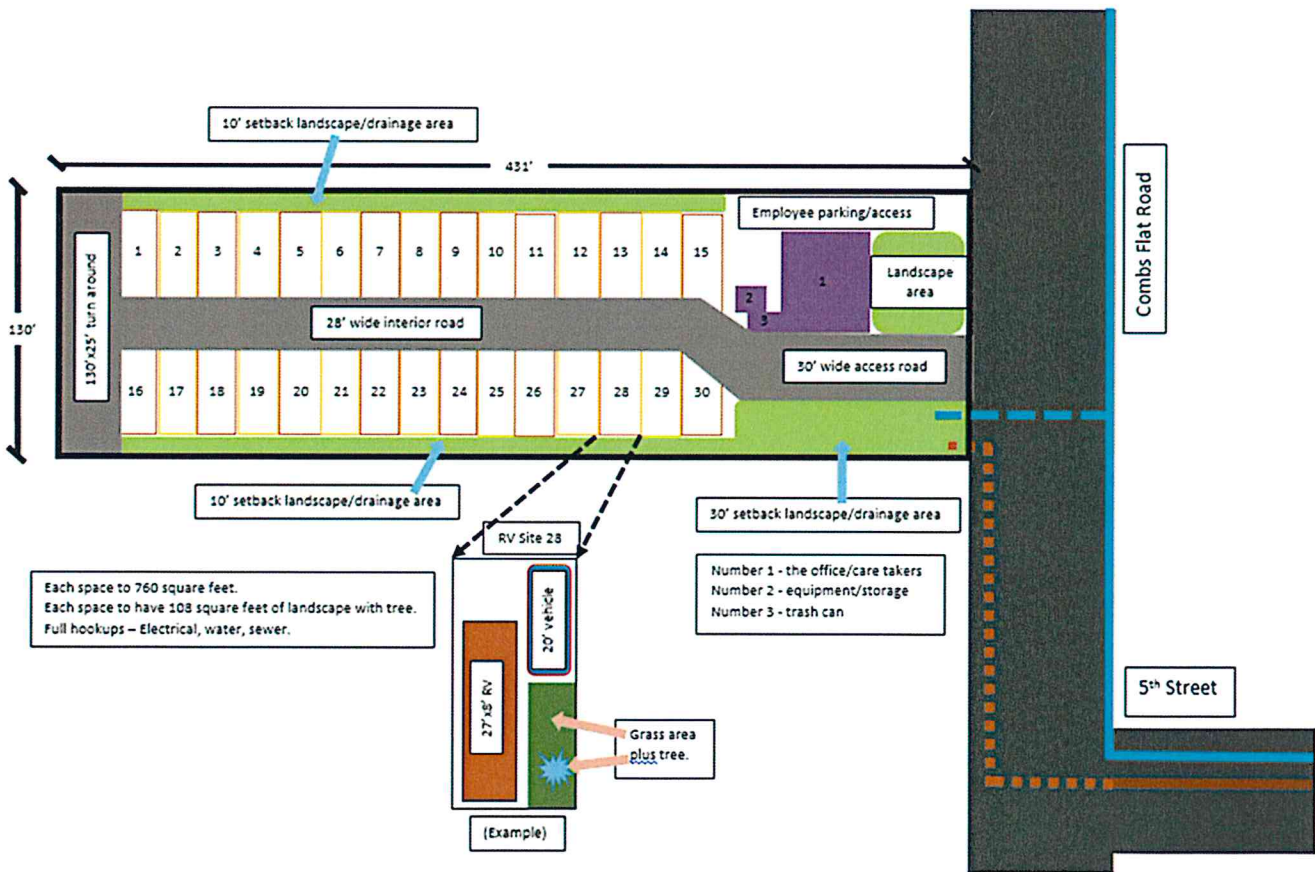 10' setback landscape/drainage area
431'
130'
130'x25' turn around
Employee parking/access
1 2 3 4 5 6 7 8 9 10 11 12 13 14 15
1
2
3
Landscape
area
Combs Flat Road
28' wide interior road
30' wide access road
16 17 18 19 20 21 22 23 24 25 26 27 28 29 30
10' setback landscape/drainage area
30' setback landscape/drainage area
RV Site 28
Each space to 760 square feet.
Each space to have 108 square feet of landscape with tree.
Full hookups – Electrical, water, sewer.
Number 1 - the office/care takers
Number 2 - equipment/storage
Number 3 - trash can
20' vehicle
27'x8' RV
Grass area
plus tree.
(Example)
5th Street